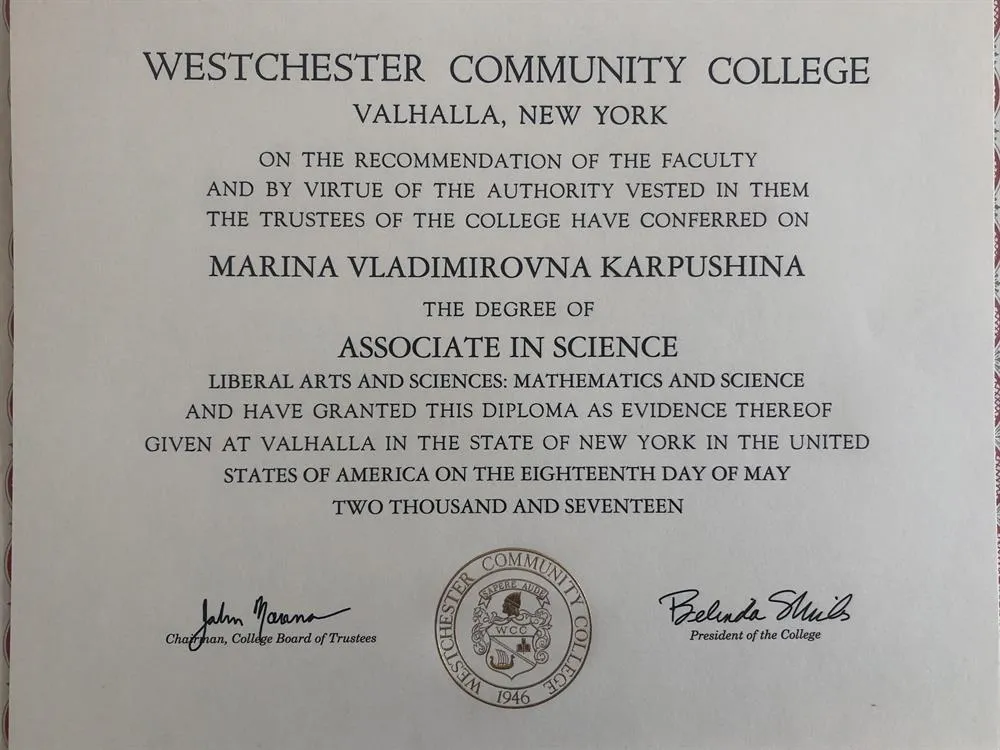 WESTCHESTER COMMUNITY COLLEGE
VALHALLA, NEW YORK
ON THE RECOMMENDATION OF THE FACULTY
AND BY VIRTUE OF THE AUTHORITY VESTED IN THEM
THE TRUSTEES OF THE COLLEGE HAVE CONFERRED ON
MARINA VLADIMIROVNA KARPUSHINA
THE DEGREE OF
ASSOCIATE IN SCIENCE
LIBERAL ARTS AND SCIENCES: MATHEMATICS AND SCIENCE
AND HAVE GRANTED THIS DIPLOMA AS EVIDENCE THEREOF
GIVEN AT VALHALLA IN THE STATE OF NEW YORK IN THE UNITED
STATES OF AMERICA ON THE EIGHTEENTH DAY OF MAY
TWO THOUSAND AND SEVENTEEN
John
Chairman, College Board of Trustees
WESTCHESTER COMMUNITY COLLEGE
SAPERE AUDE
WCC
1946
Belinda
President of the College